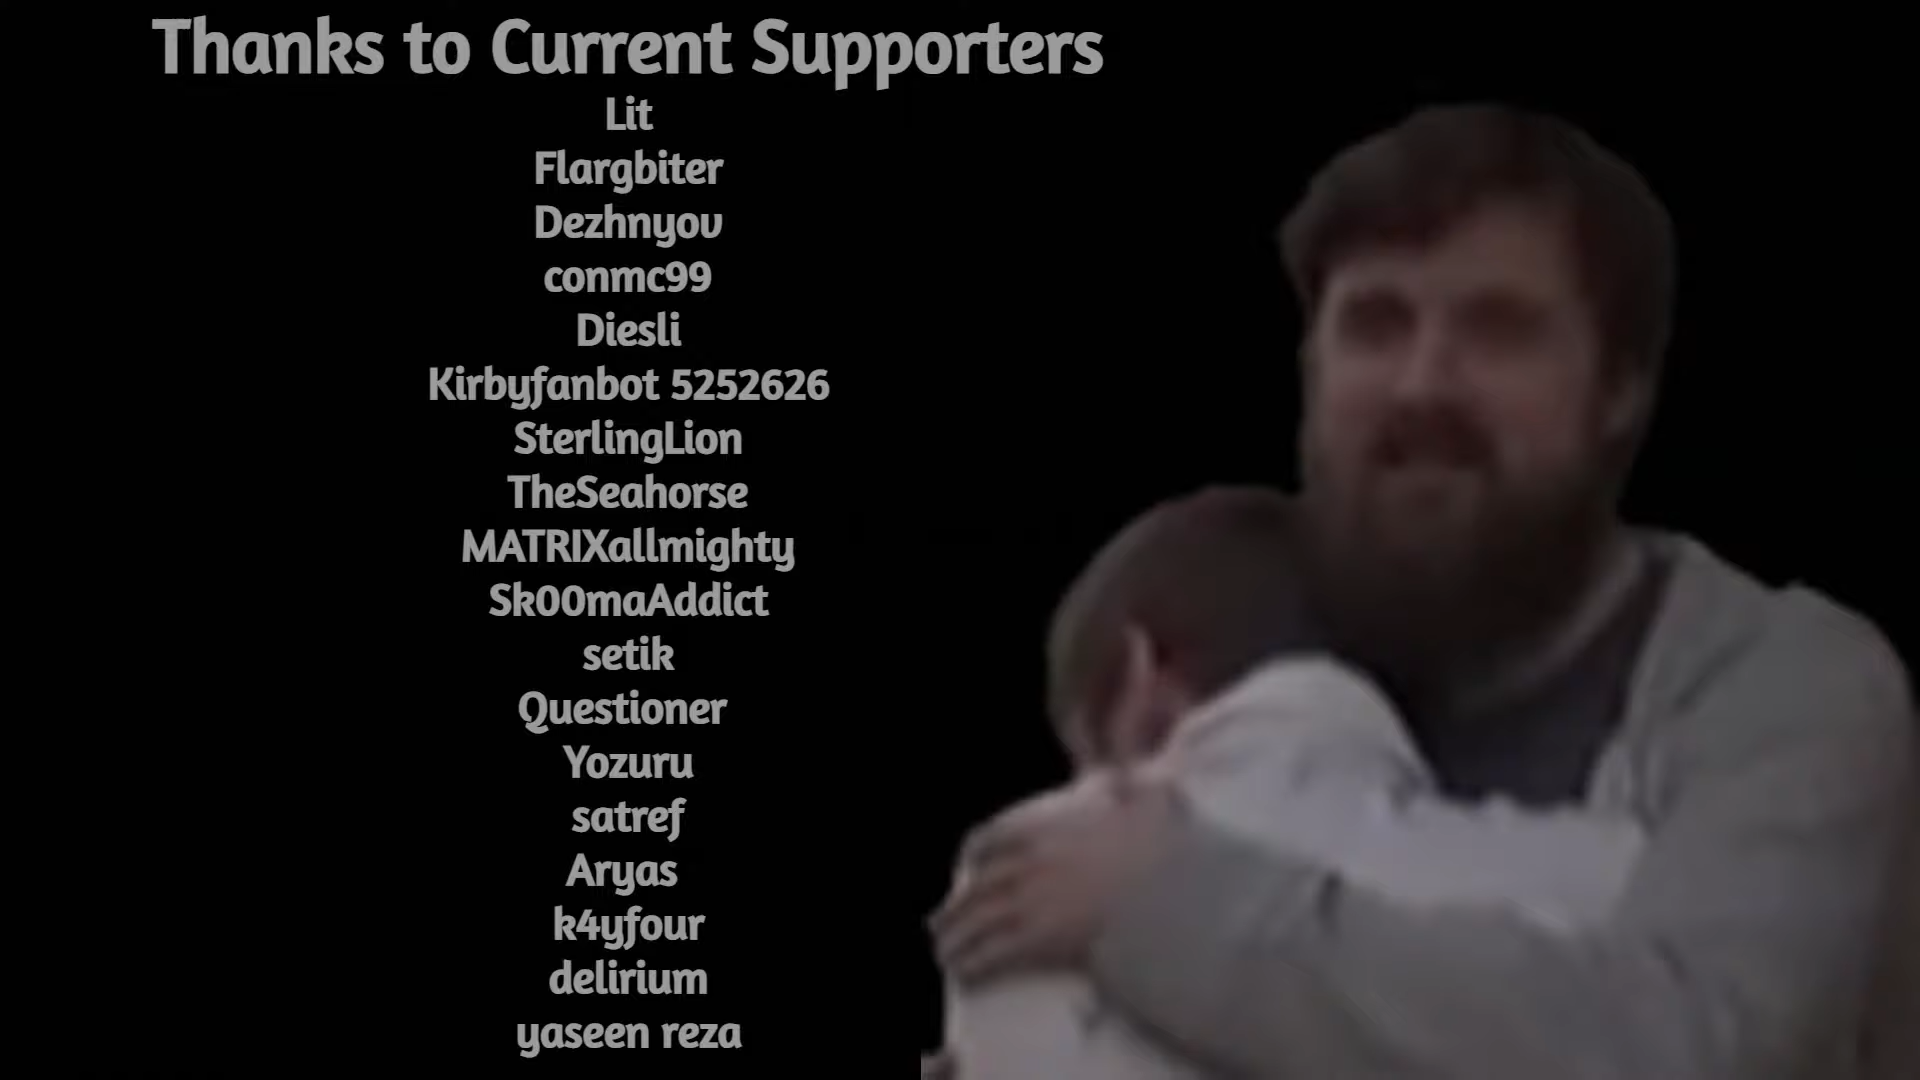 Thanks to Current Supporters
Lit
Flargbiter
Dezhnyov
conmc99
Diesli
Kirbyfanbot 5252626
SterlingLion
TheSeahorse
MATRIXallmighty
Sk00maAddict
setik
Questioner
Yozuru
satref
Aryas
k4yfour
delirium
yaseen reza